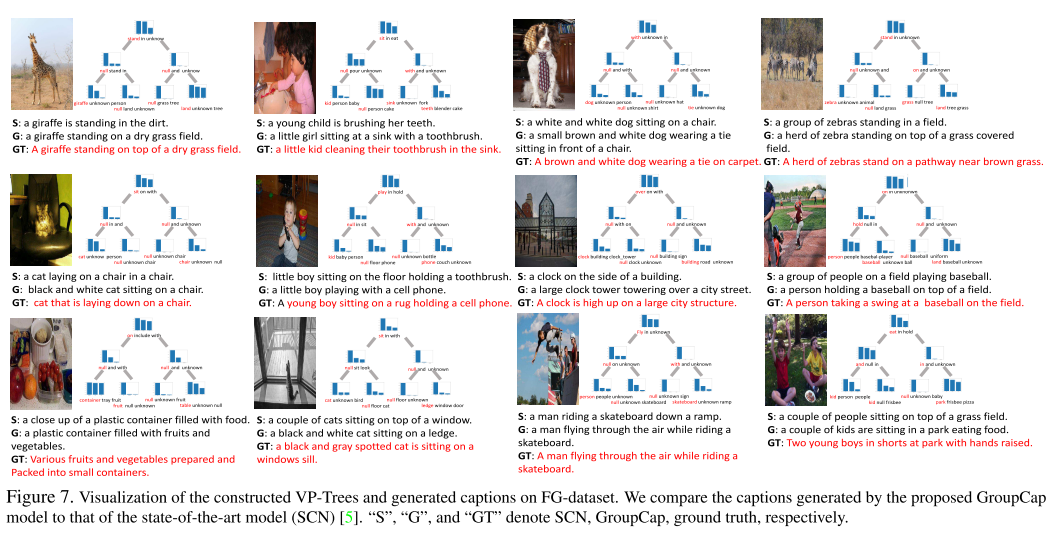 stand in unknow
null stand in
null and unknow
giraffe unknown person
null grass tree
null land unknown
land unknown tree
S: a giraffe is standing in the dirt.
G: a giraffe standing on a dry grass field.
GT: A giraffe standing on top of a dry grass field.
sit in eat
null pour unknown
with and unknown
kid person baby
sink unknown fork
null person cake
teeth blender cake
S: a young child is brushing her teeth.
G: a little girl sitting at a sink with a toothbrush.
GT: a little kid cleaning their toothbrush in the sink.
with unknown in
null and with
null and unknown
dog unknown person
null unknown hat
null unknown shirt
tie unknown dog
S: a white and white dog sitting on a chair.
G: a small brown and white dog wearing a tie
sitting in front of a chair.
GT: A brown and white dog wearing a tie on carpet.
stand in unknown
null unknown and
on and unknown
zebra unknown animal
grass null tree
null land unknown
land tree grass
S: a group of zebra standing in a field.
G: a herd of zebra standing on top of a grass covered
field.
GT: A herd of zebras stand on a pathway near brown grass.
sit on with
null in and
null and unknown
cat unknow person
null unknown chair
null unknown chair
chair unknown null
S: a cat laying on a chair in a chair.
G: black and white cat sitting on a chair.
GT: cat that is laying down on a chair.
play in hold
null in sit
with and unknown
kid baby person
null unknown bottle
null floor phone
phone couch unknown
S: little boy sitting on the floor holding a toothbrush.
G: a little boy playing with a cell phone.
GT: A young boy sitting on a rug holding a cell phone.
over on with
null with on
null and unknown
clock building clock_tower
null building sign
null clock unknown
building road unknown
S: a clock on the side of a building.
G: a large clock tower towering over a city street.
GT: A clock is high up on a large city structure.
on in unknonwn
hold null in
null and unknown
person people baseball-player
null baseball uniform
baseball unknown ball
land baseball unknown
S: a group of people on a field playing baseball.
G: a person holding a baseball on top of a field.
GT: A person taking a swing at a baseball on the field.
on include with
null and with
null and unknown
container tray fruit
null unknown fruit
fruit null unknown
table unknown null
S: a close up of a plastic container filled with food.
G: a plastic container filled with fruits and
vegetables.
GT: Various fruits and vegetables prepared and
Packed into small containers.
sit in with
null sit look
null and unknown
cat unknown bird
null floor unknown
null floor cat
ledge window door
S: a couple of cats sitting on top of a window.
G: a black and white cat sitting on a ledge.
GT: a black and gray spotted cat is sitting on a
windows sill.
Fly in unknown
null on unknown
with and unknown
person people unknown
null unknown sign
null unknown skateboard
skateboard unknown ramp
S: a man riding a skateboard down a ramp.
G: a man flying through the air while riding a
skateboard.
GT: A man flying through the air while riding a
skateboard.
eat in hold
and null in
in and unknown
kid person people
null unknown baby
kid null frisbee
park frisbee pizza
S: a couple of people sitting on top of a grass field.
G: a couple of kids are sitting on a park eating food.
GT: Two young boys in shorts at park with hands raised.
Figure 7. Visualization of the constructed VP-Trees and generated captions on FG-dataset. We compare the captions generated by the proposed GroupCap
model to that of the state-of-the-art model (SCN) [5]. “S”, “G”, and “GT” denote SCN, GroupCap, ground truth, respectively.